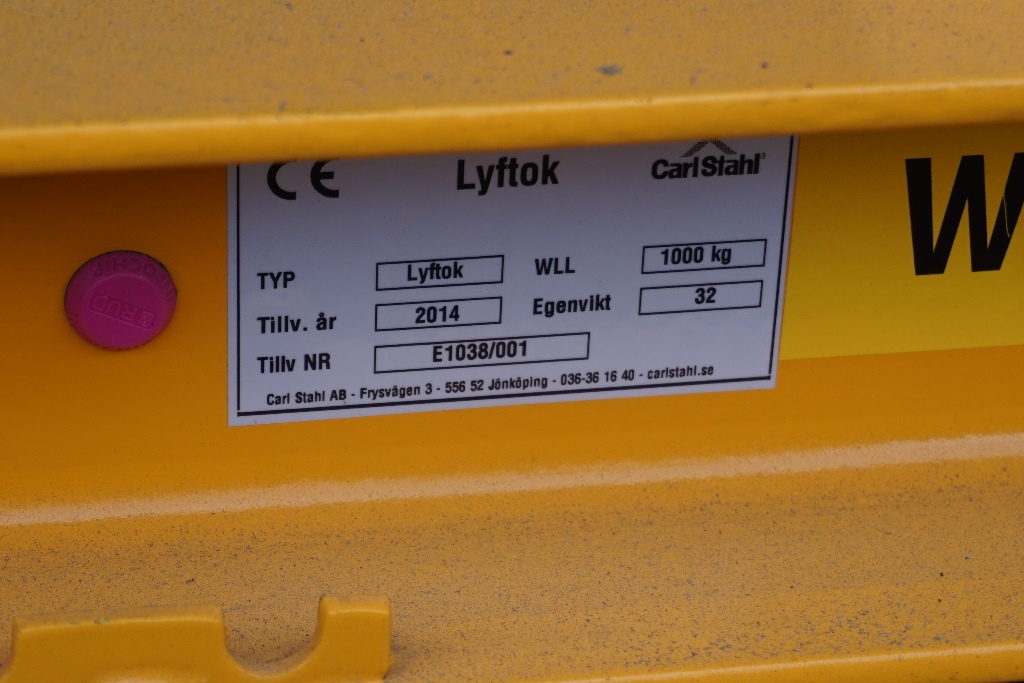 CE Lyftok CarlStahl®
W
TYP Lyftok WLL 1000 kg
Tillv. år 2014 Egenvikt 32
Tillv NR E1038/001
Carl Stahl AB - Frysvägen 3 - 556 52 Jönköping - 036-36 16 40 - carlstahl.se
RUD